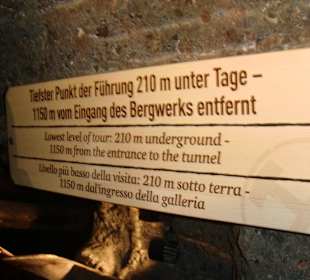 Tiefster Punkt der Führung 210 m unter Tage –
1150 m vom Eingang des Bergwerks entfernt
Lowest level of tour: 210 m underground -
1150 m from the entrance to the tunnel
Livello più basso della visita: 210 m sotto terra -
1150 m dal'ingresso della galleria